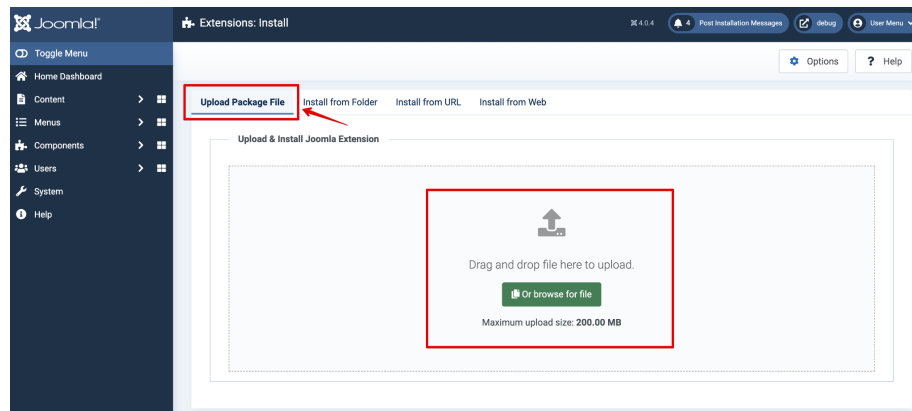 Joomla!®
Extensions: Install
4.0.4
4 Post Installation Messages
debug
User Menu
Toggle Menu
Home Dashboard
Content
Menus
Components
Users
System
Help
Options
? Help
Upload Package File
Install from Folder
Install from URL
Install from Web
Upload & Install Joomla Extension
Drag and drop file here to upload.
Or browse for file
Maximum upload size: 200.00 MB